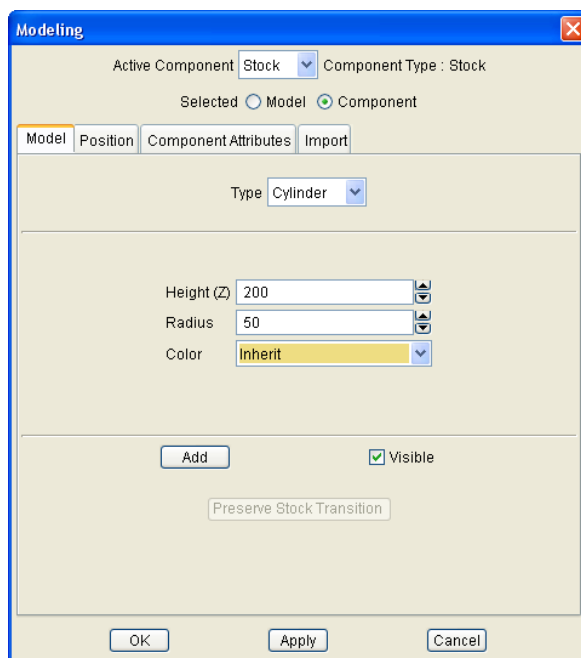 Modeling
Active Component Stock Component Type : Stock
Selected Model Component
Model Position Component Attributes Import
Type Cylinder
Height (Z) 200
Radius 50
Color Inherit
Add Visible
Preserve Stock Transition
OK Apply Cancel